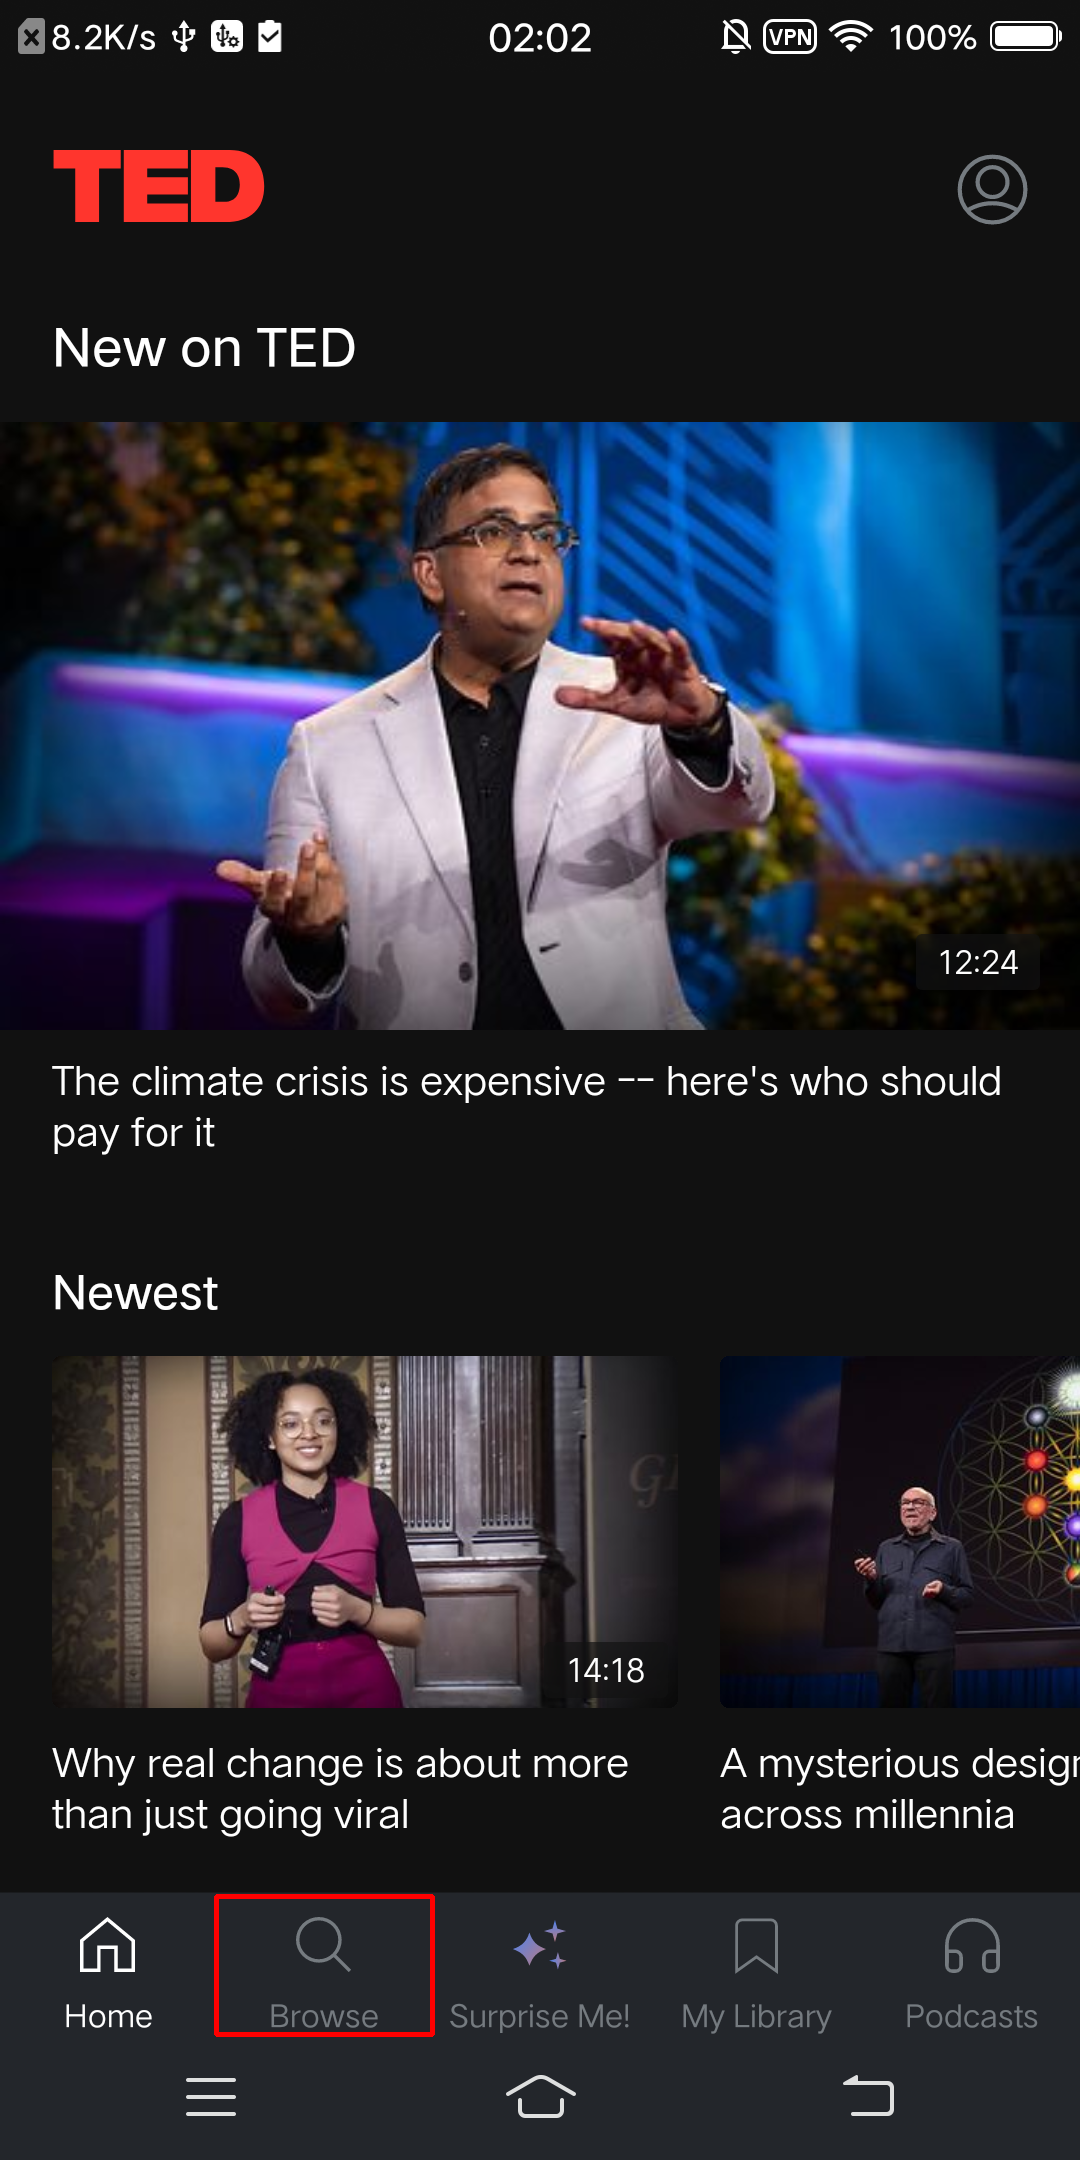 8.2K/s
02:02
VPN
100%
TED
New on TED
12:24
The climate crisis is expensive -- here's who should
pay for it
Newest
14:18
Why real change is about more
than just going viral
A mysterious design
across millennia
Home
Browse
Surprise Me!
My Library
Podcasts